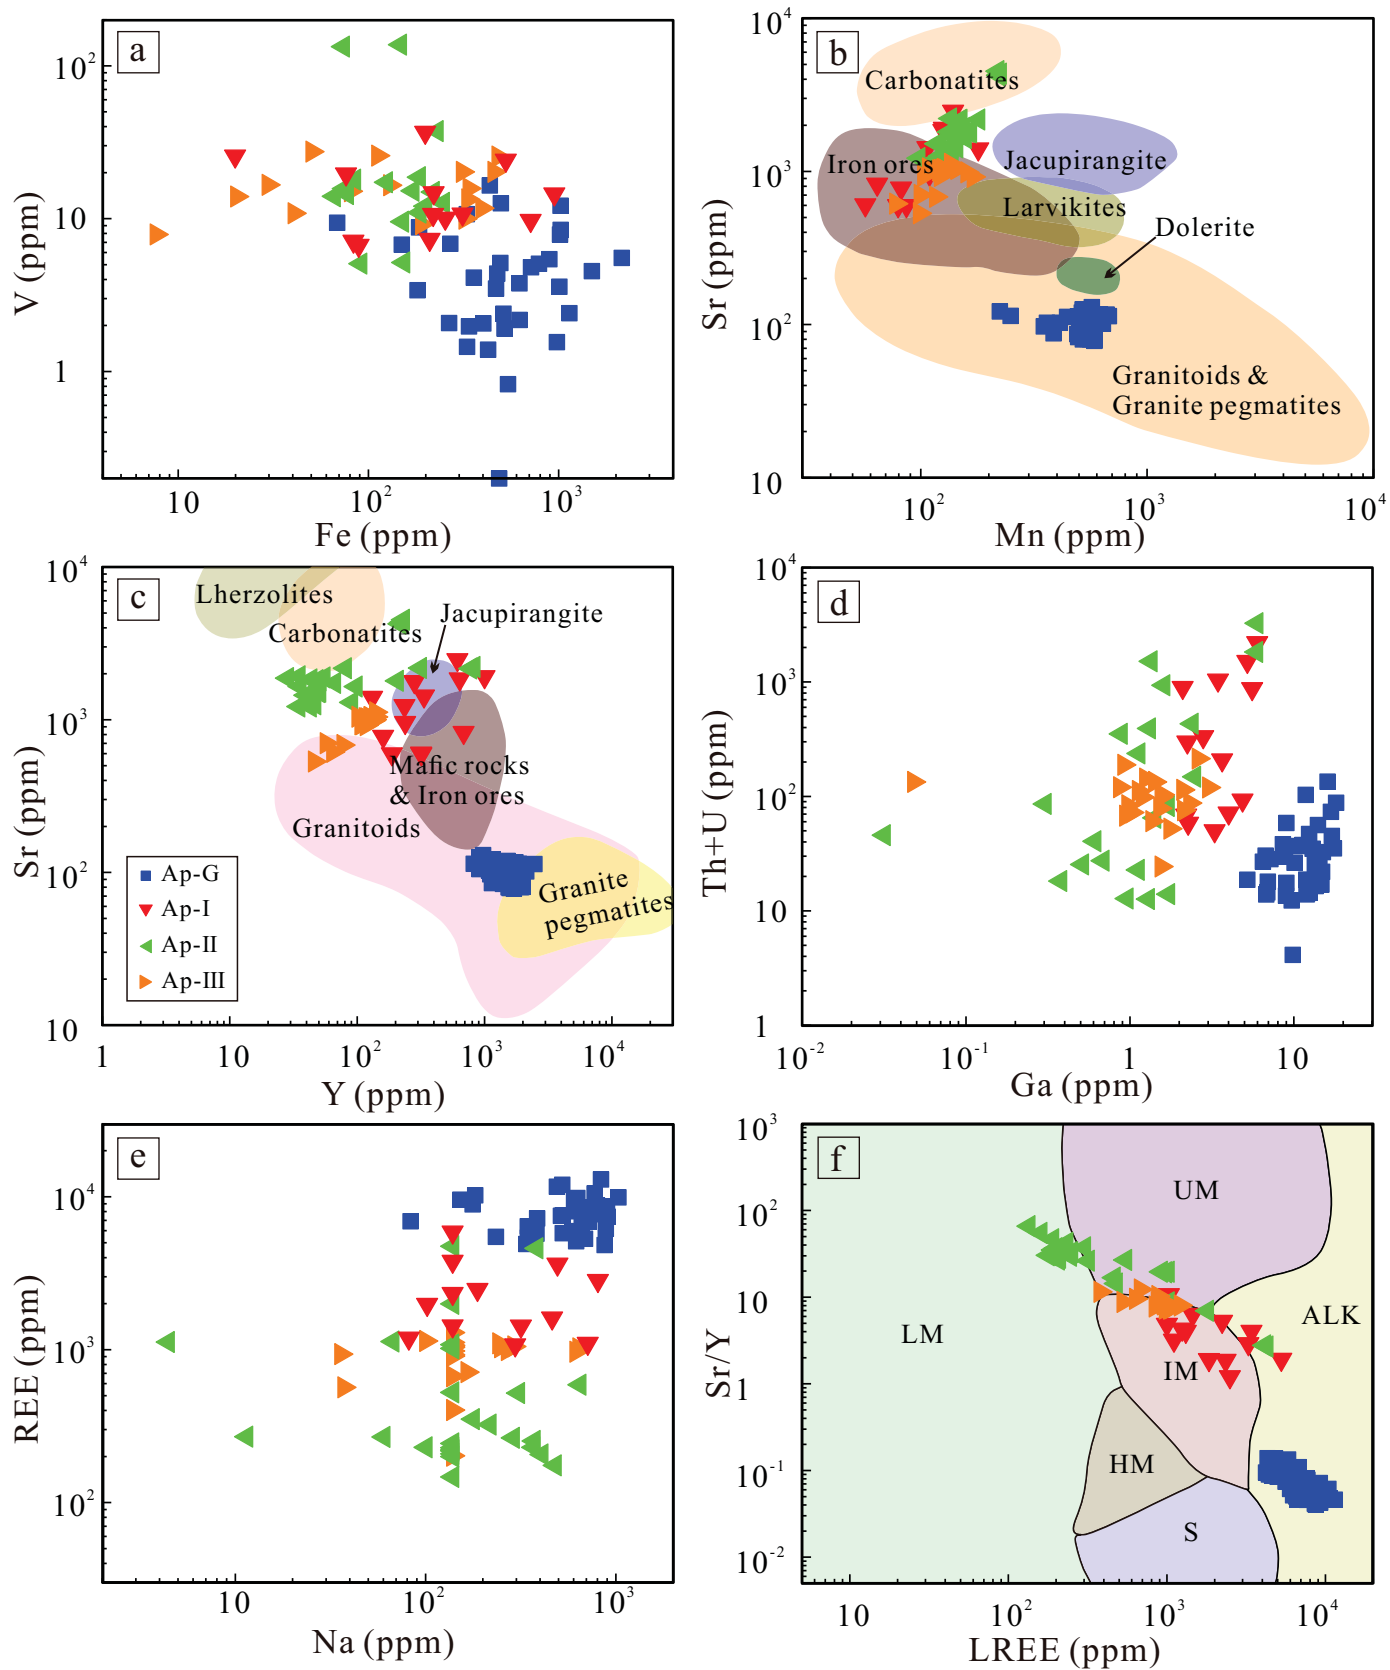 a
10²
10
1
V (ppm)
10
10²
10³
Fe (ppm)
b
10⁴
10³
10²
10
Sr (ppm)
Carbonatites
Iron ores
Jacupirangite
Larvikites
Dolerite
Granitoids &
Granite pegmatites
10²
10³
10⁴
Mn (ppm)
c
10⁴
10³
10²
10
Sr (ppm)
Lherzolites
Carbonatites
Jacupirangite
Mafic rocks
& Iron ores
Granitoids
Granite
pegmatites
Ap-G
Ap-I
Ap-II
Ap-III
1
10
10²
10³
10⁴
Y (ppm)
d
10⁴
10³
10²
10
1
Th+U (ppm)
10⁻²
10⁻¹
1
10
Ga (ppm)
e
10⁴
10³
10²
REE (ppm)
10
10²
10³
Na (ppm)
f
10³
10²
10
1
10⁻¹
10⁻²
Sr/Y
UM
LM
ALK
IM
HM
S
10
10²
10³
10⁴
LREE (ppm)